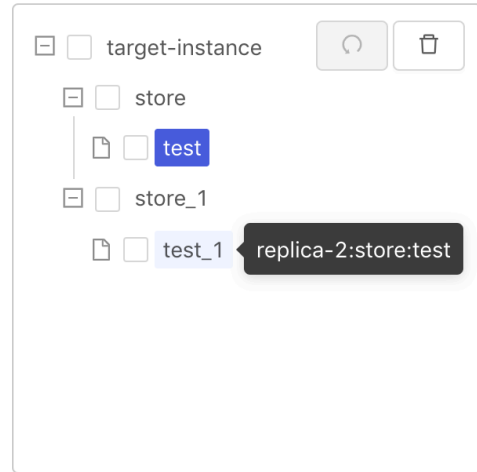 target-instance
store
test
store_1
test_1 replica-2:store:test